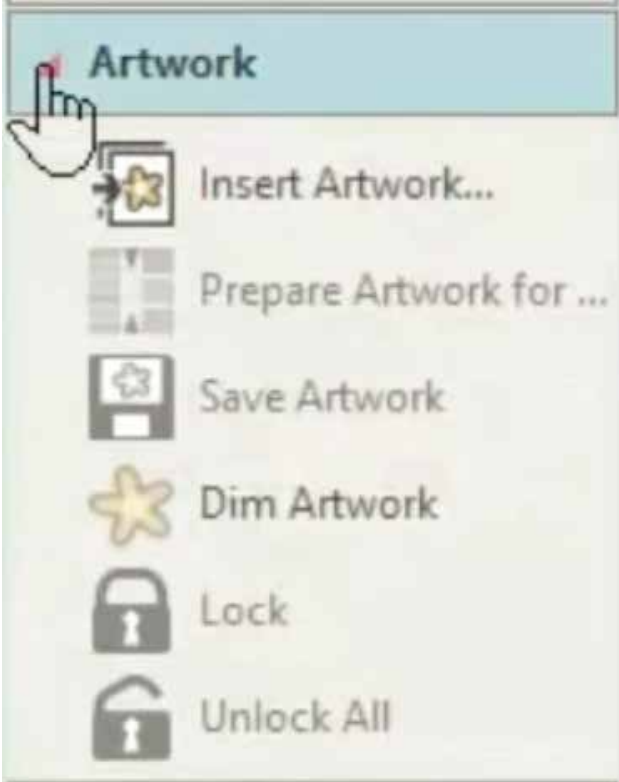 Artwork
Insert Artwork...
Prepare Artwork for ...
Save Artwork
Dim Artwork
Lock
Unlock All